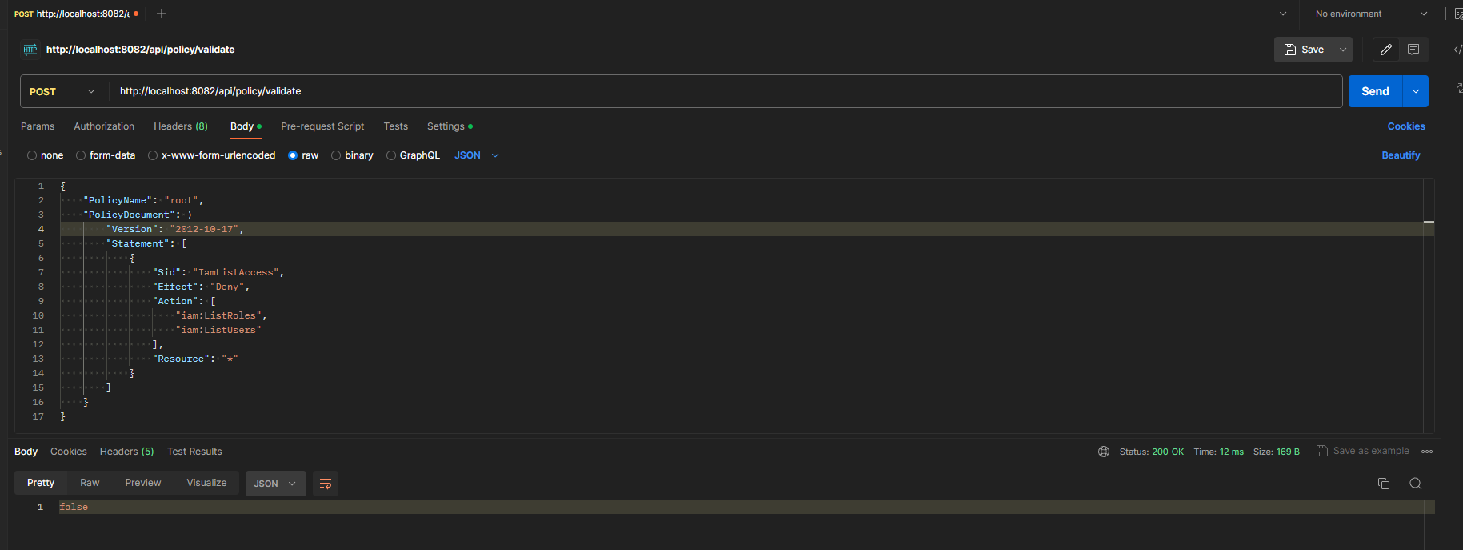 POST http://localhost:8082/
No environment
http://localhost:8082/api/policy/validate
Save
POST http://localhost:8082/api/policy/validate
Send
Params Authorization Headers (8) Body Pre-request Script Tests Settings
Cookies
none form-data x-www-form-urlencoded raw binary GraphQL JSON
Beautify
1 {
2 "PolicyName": "root",
3 "PolicyDocument": {
4 "Version": "2012-10-17",
5 "Statement": [
6 {
7 "Sid": "IamListAccess",
8 "Effect": "Deny",
9 "Action": [
10 "iam:ListRoles",
11 "iam:ListUsers"
12 ],
13 "Resource": "*"
14 }
15 ]
16 }
17 }
Body Cookies Headers (5) Test Results
Status: 200 OK Time: 12 ms Size: 169 B Save as example
Pretty Raw Preview Visualize JSON
1 false